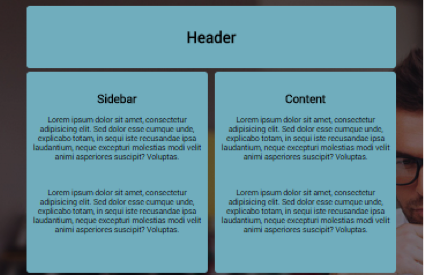 Header
Sidebar
Lorem ipsum dolor sit amet, consectetur
adipisicing elit. Sed dolor esse cumque unde,
explicabo totam, in sequi iste recusandae ipsa
laudantium, neque excepturi molestias modi velit
animi asperiores suscipit? Voluptas.
Lorem ipsum dolor sit amet, consectetur
adipisicing elit. Sed dolor esse cumque unde,
explicabo totam, in sequi iste recusandae ipsa
laudantium, neque excepturi molestias modi velit
animi asperiores suscipit? Voluptas.
Content
Lorem ipsum dolor sit amet, consectetur
adipisicing elit. Sed dolor esse cumque unde,
explicabo totam, in sequi iste recusandae ipsa
laudantium, neque excepturi molestias modi velit
animi asperiores suscipit? Voluptas.
Lorem ipsum dolor sit amet, consectetur
adipisicing elit. Sed dolor esse cumque unde,
explicabo totam, in sequi iste recusandae ipsa
laudantium, neque excepturi molestias modi velit
animi asperiores suscipit? Voluptas.